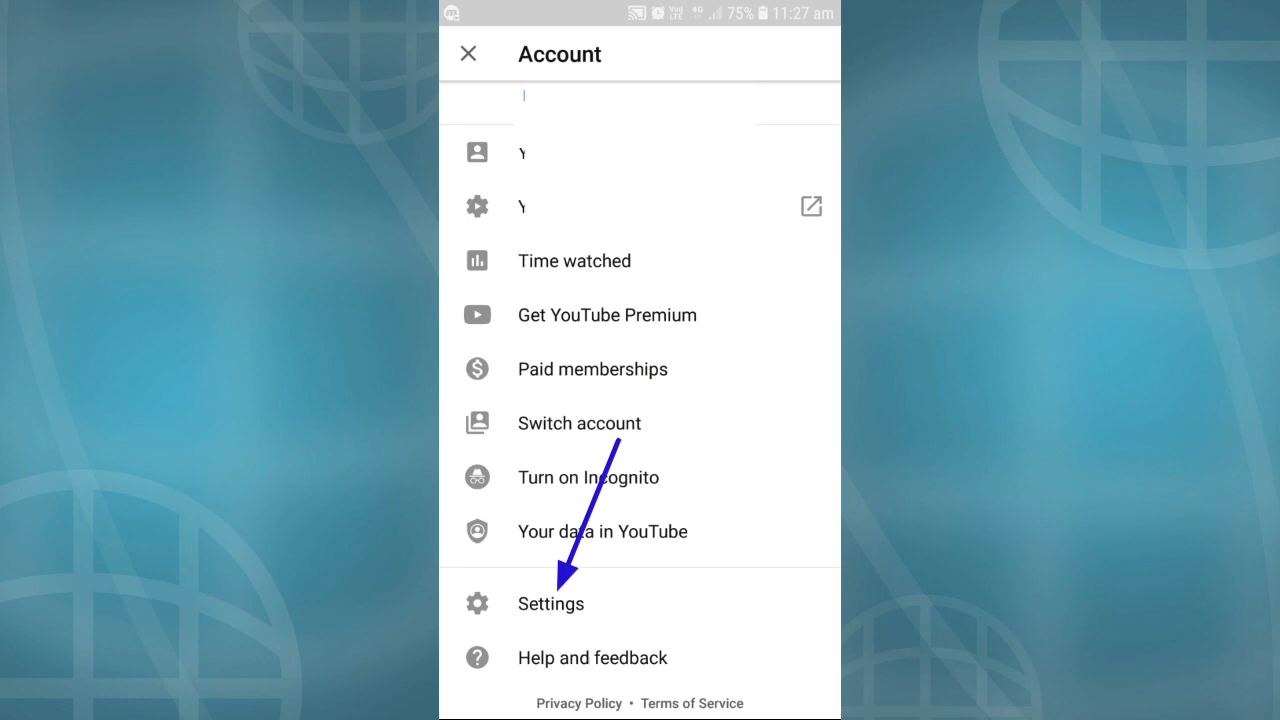 75% 11:27 am
Account
Y
Y
Time watched
Get YouTube Premium
Paid memberships
Switch account
Turn on Incognito
Your data in YouTube
Settings
Help and feedback
Privacy Policy • Terms of Service